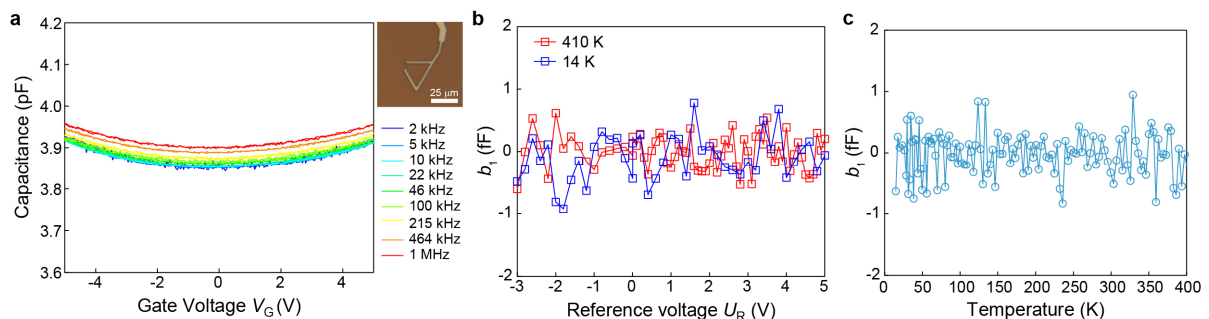 a
4.2
4.1
4.0
3.9
3.8
3.7
3.6
Capacitance (pF)
-4
-2
0
2
4
Gate Voltage V_G (V)
25 μm
2 kHz
5 kHz
10 kHz
22 kHz
46 kHz
100 kHz
215 kHz
464 kHz
1 MHz
b
2
1
0
-1
-2
b₁ (fF)
410 K
14 K
-3
-2
-1
0
1
2
3
4
5
Reference voltage U_R (V)
c
2
1
0
-1
-2
b₁ (fF)
0
50
100
150
200
250
300
350
400
Temperature (K)